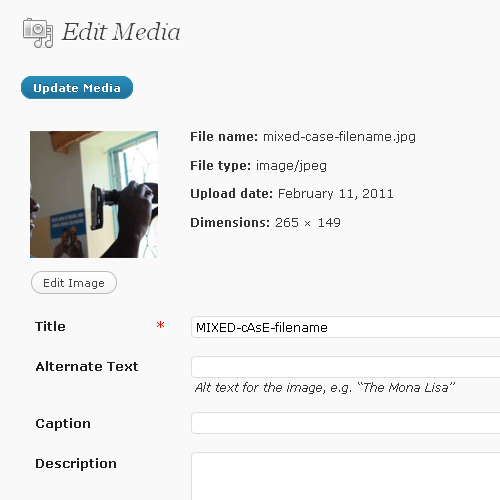 Edit Media
Update Media
File name: mixed-case-filename.jpg
File type: image/jpeg
Upload date: February 11, 2011
Dimensions: 265 × 149
Edit Image
Title *
MIXED-cAsE-filename
Alternate Text
Alt text for the image, e.g. “The Mona Lisa”
Caption
Description